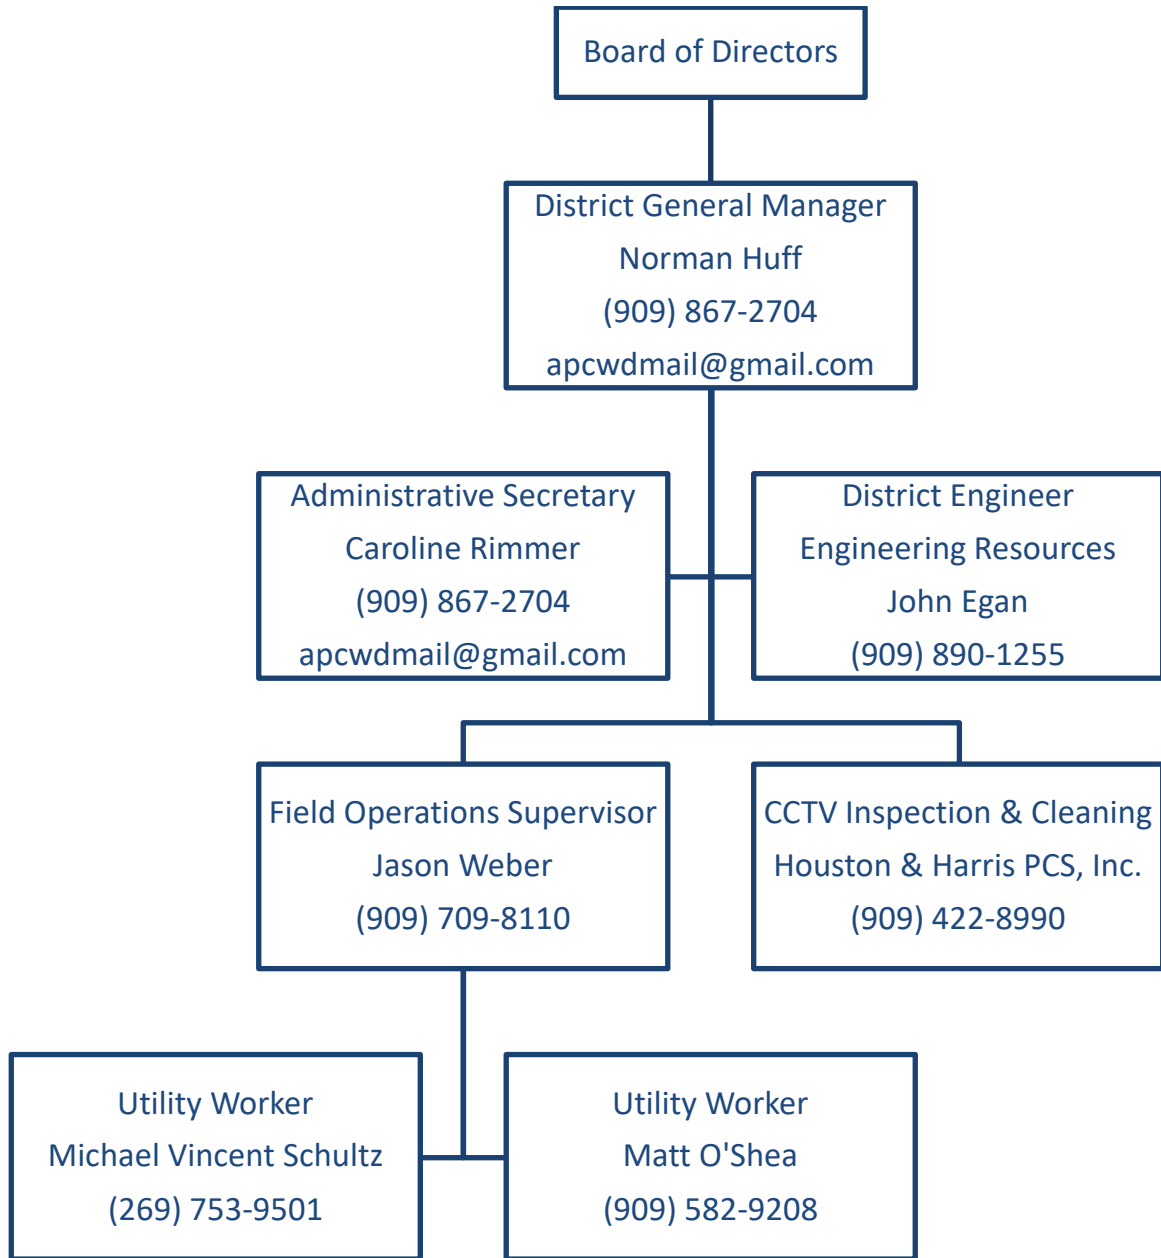 Board of Directors
District General Manager
Norman Huff
(909) 867-2704
apcwdmail@gmail.com
Administrative Secretary
Caroline Rimmer
(909) 867-2704
apcwdmail@gmail.com
District Engineer
Engineering Resources
John Egan
(909) 890-1255
Field Operations Supervisor
Jason Weber
(909) 709-8110
CCTV Inspection & Cleaning
Houston & Harris PCS, Inc.
(909) 422-8990
Utility Worker
Michael Vincent Schultz
(269) 753-9501
Utility Worker
Matt O'Shea
(909) 582-9208